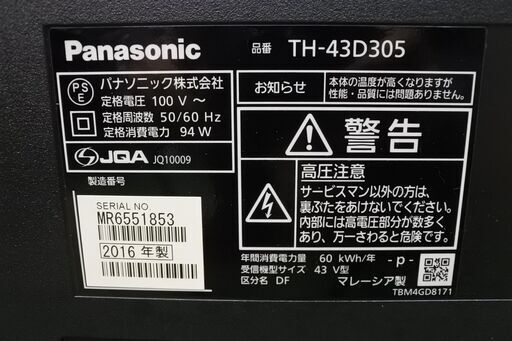 Panasonic
品番 TH-43D305
PS
E
パナソニック株式会社
定格電圧 100 V ～
定格周波数 50/60 Hz
定格消費電力 94 W
JQA JQ10009
製造番号
SERIAL NO.
MR6551853
2016 年製
お知らせ
本体の温度が高くなりますが
性能・品質には問題ありません。
警告
高圧注意
サービスマン以外の方は、
裏ぶたをあけないでください。
内部には高電圧部分が数多く
あり、万一さわると危険です。
年間消費電力量 60 kWh/年
受信機型サイズ 43 V型
区分名 DF
-p-
マレーシア製
TBM4GD8171